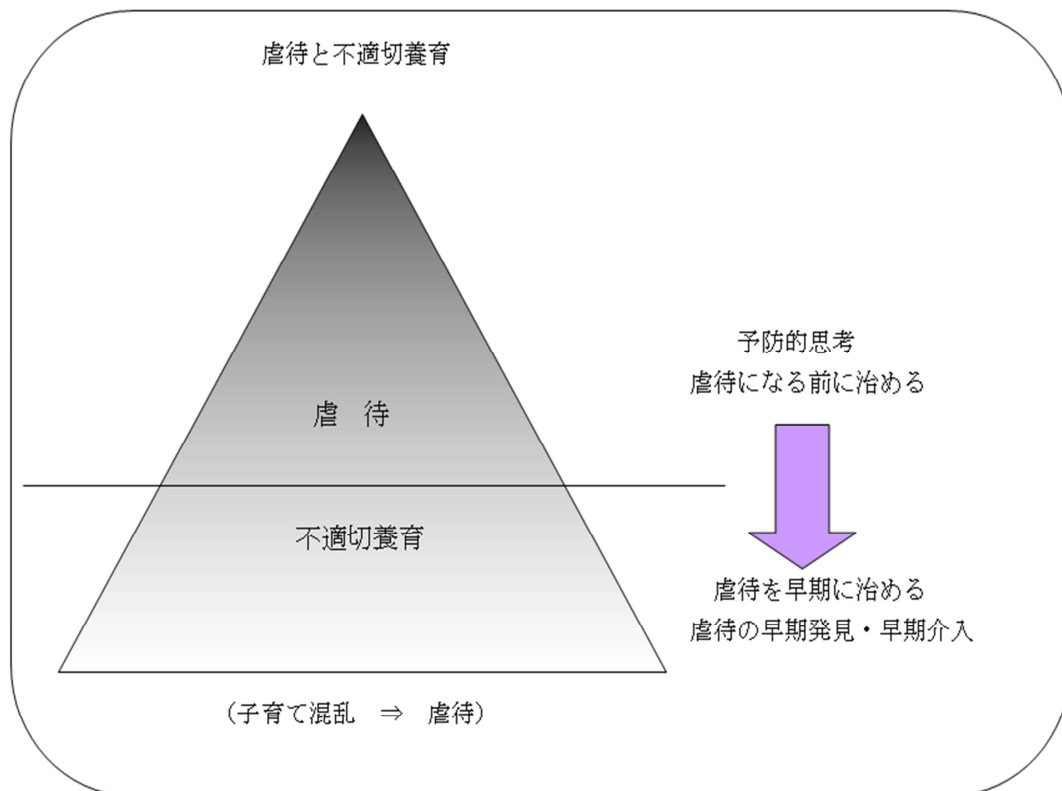 虐待と不適切養育
予防的思考
虐待になる前に治める
虐　待
不適切養育
虐待を早期に治める
虐待の早期発見・早期介入
（子育て混乱　⇒　虐待）